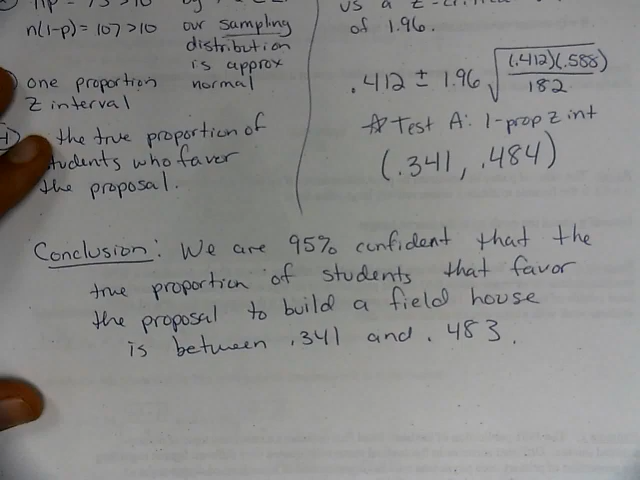 n(1-p) = 107 > 10
our sampling
distribution
is approx
normal
one proportion
Z interval
the true proportion of
students who favor
the proposal.
of 1.96.
.412 ± 1.96 √((.412)(.588)/182)
☆ Test A: 1-prop z int
(.341, .484)
Conclusion: We are 95% confident that the
true proportion of students that favor
the proposal to build a field house
is between .341 and .483.